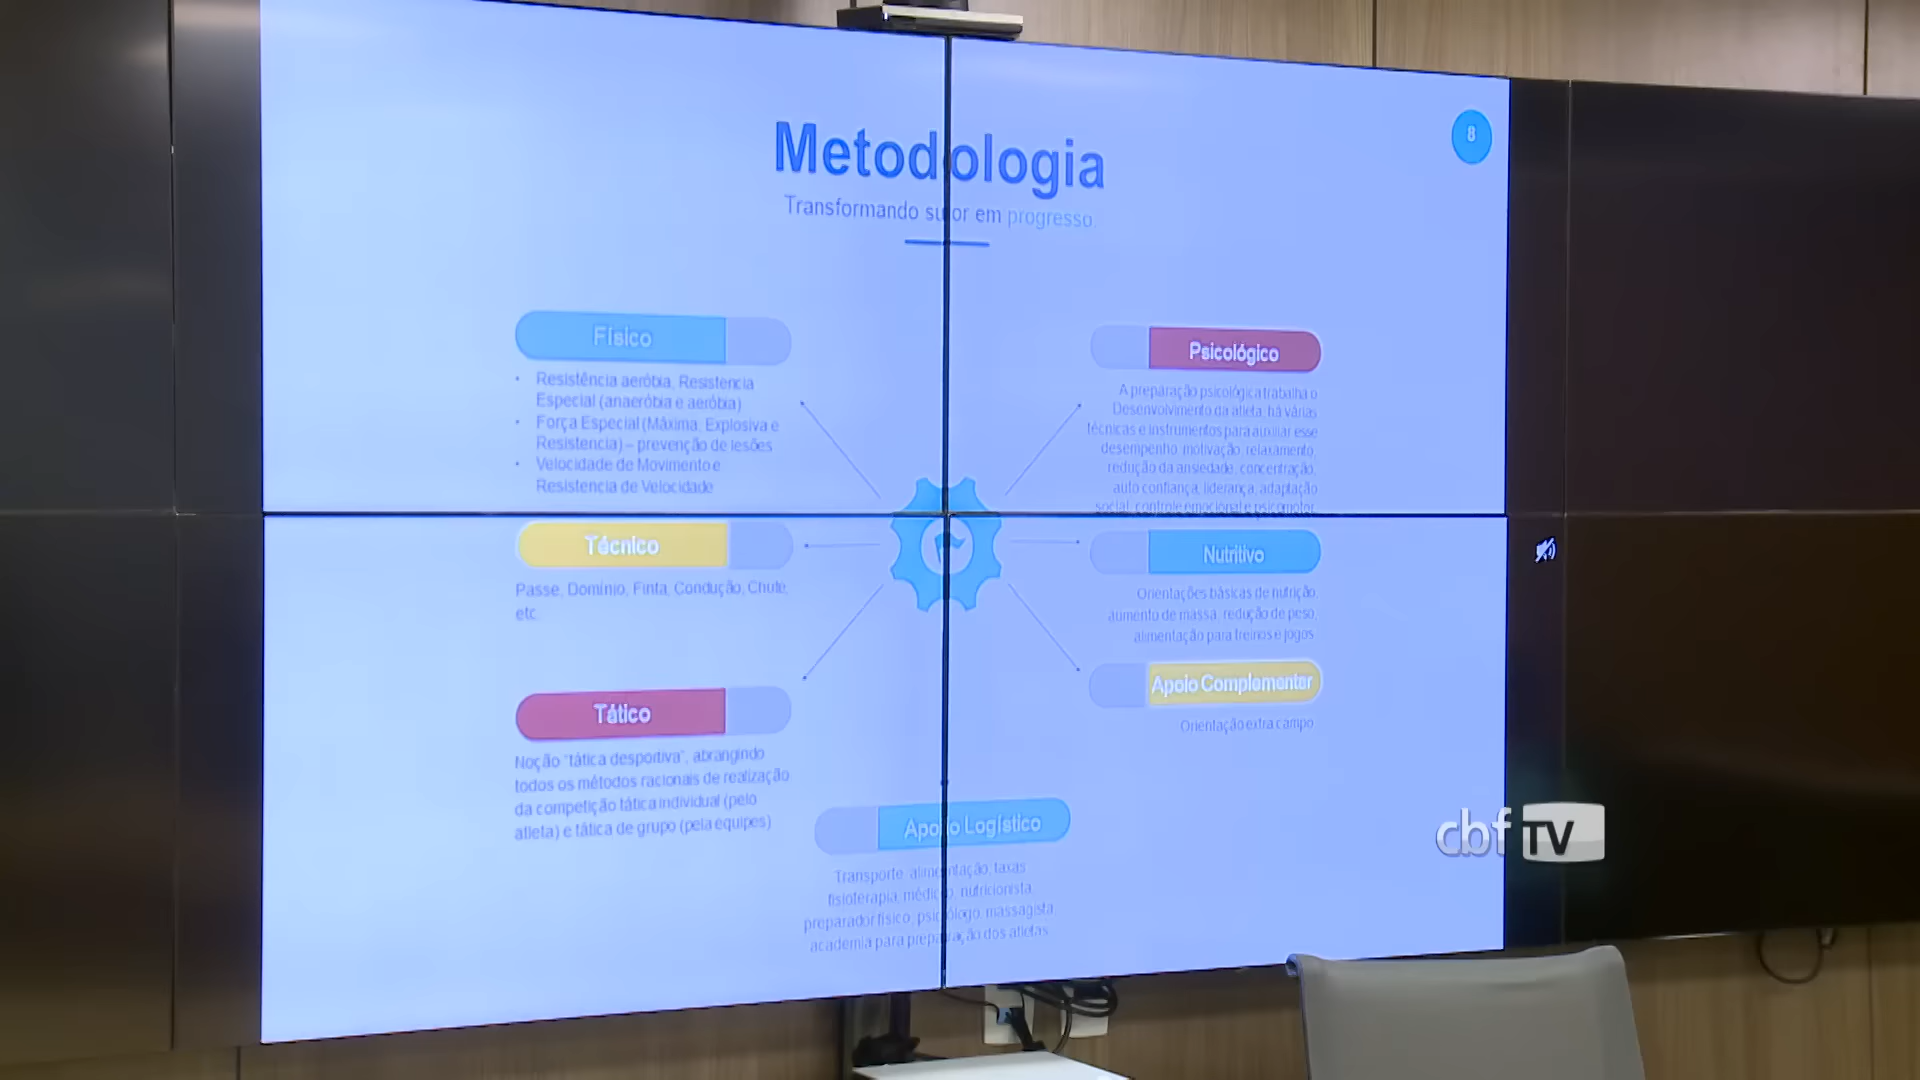 Metodologia
8
Transformando suor em progresso.
Físico
• Resistência aeróbia, Resistencia
Especial (anaeróbia e aeróbia)
• Força Especial (Máxima, Explosiva e
Resistencia) – prevenção de lesões
• Velocidade de Movimento e
Resistencia de Velocidade
Técnico
Passe, Domínio, Finta, Condução, Chute,
etc.
Tático
Noção "tática desportiva", abrangindo
todos os métodos racionais de realização
da competição tática individual (pelo
atleta) e tática de grupo (pela equipes)
Psicológico
A preparação psicológica trabalha o
Desenvolvimento da atleta, há várias
técnicas e instrumentos para auxiliar esse
desempenho: motivação, relaxamento,
redução da ansiedade, concentração,
auto confiança, liderança, adaptação
social, controle emocional e psicomotor.
Nutritivo
Orientações básicas de nutrição,
aumento de massa, redução de peso,
alimentação para treinos e jogos
Apoio Complementar
Orientação extra campo
Apoio Logístico
Transporte, alimentação, taxas
fisioterapia, médico, nutricionista,
preparador físico, psicólogo, massagista,
academia para preparação dos atletas.
cbf TV